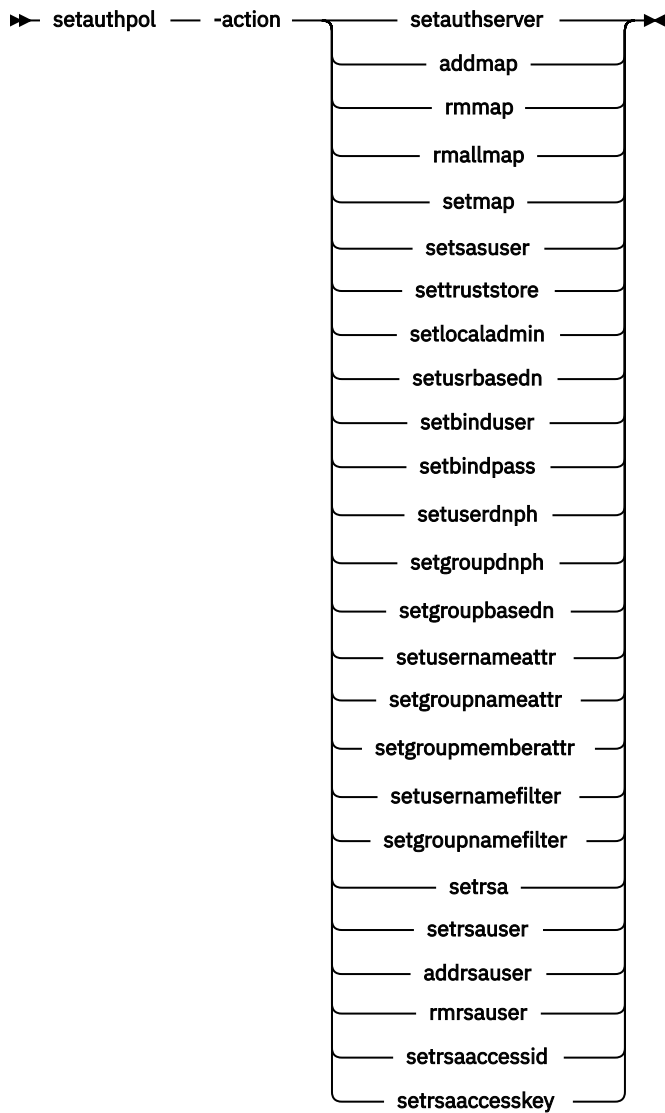 setauthpol -action setauthserver
addmap
rmmap
rmallmap
setmap
setsasuser
settruststore
setlocaladmin
setusrbasedn
setbinduser
setbindpass
setuserdnph
setgroupdnph
setgroupbasedn
setusernameattr
setgroupnameattr
setgroupmemberattr
setusernamefilter
setgroupnamefilter
setrsa
setrsauser
addrsauser
rmrsauser
setrsaaccessid
setrsaaccesskey